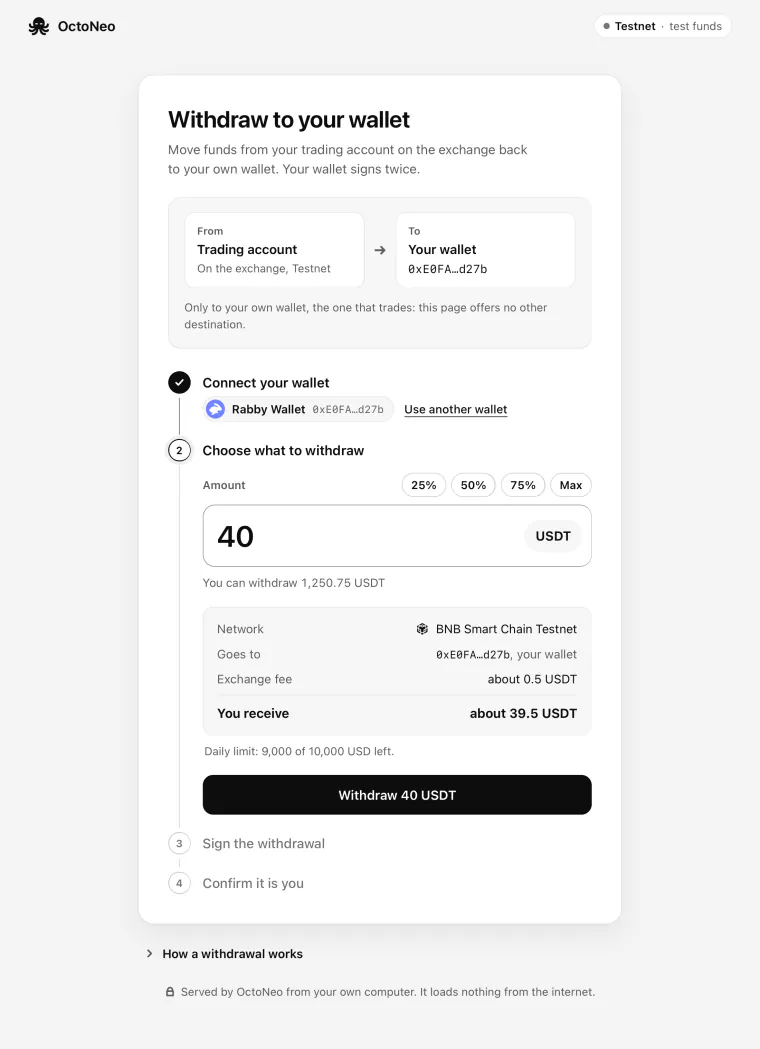 OctoNeo
Testnet · test funds
Withdraw to your wallet
Move funds from your trading account on the exchange back
to your own wallet. Your wallet signs twice.
From
Trading account
On the exchange, Testnet
To
Your wallet
0xE0FA…d27b
Only to your own wallet, the one that trades: this page offers no other
destination.
Connect your wallet
Rabby Wallet 0xE0FA…d27b Use another wallet
2 Choose what to withdraw
Amount 25% 50% 75% Max
40 USDT
You can withdraw 1,250.75 USDT
Network BNB Smart Chain Testnet
Goes to 0xE0FA…d27b, your wallet
Exchange fee about 0.5 USDT
You receive about 39.5 USDT
Daily limit: 9,000 of 10,000 USD left.
Withdraw 40 USDT
3 Sign the withdrawal
4 Confirm it is you
How a withdrawal works
Served by OctoNeo from your own computer. It loads nothing from the internet.